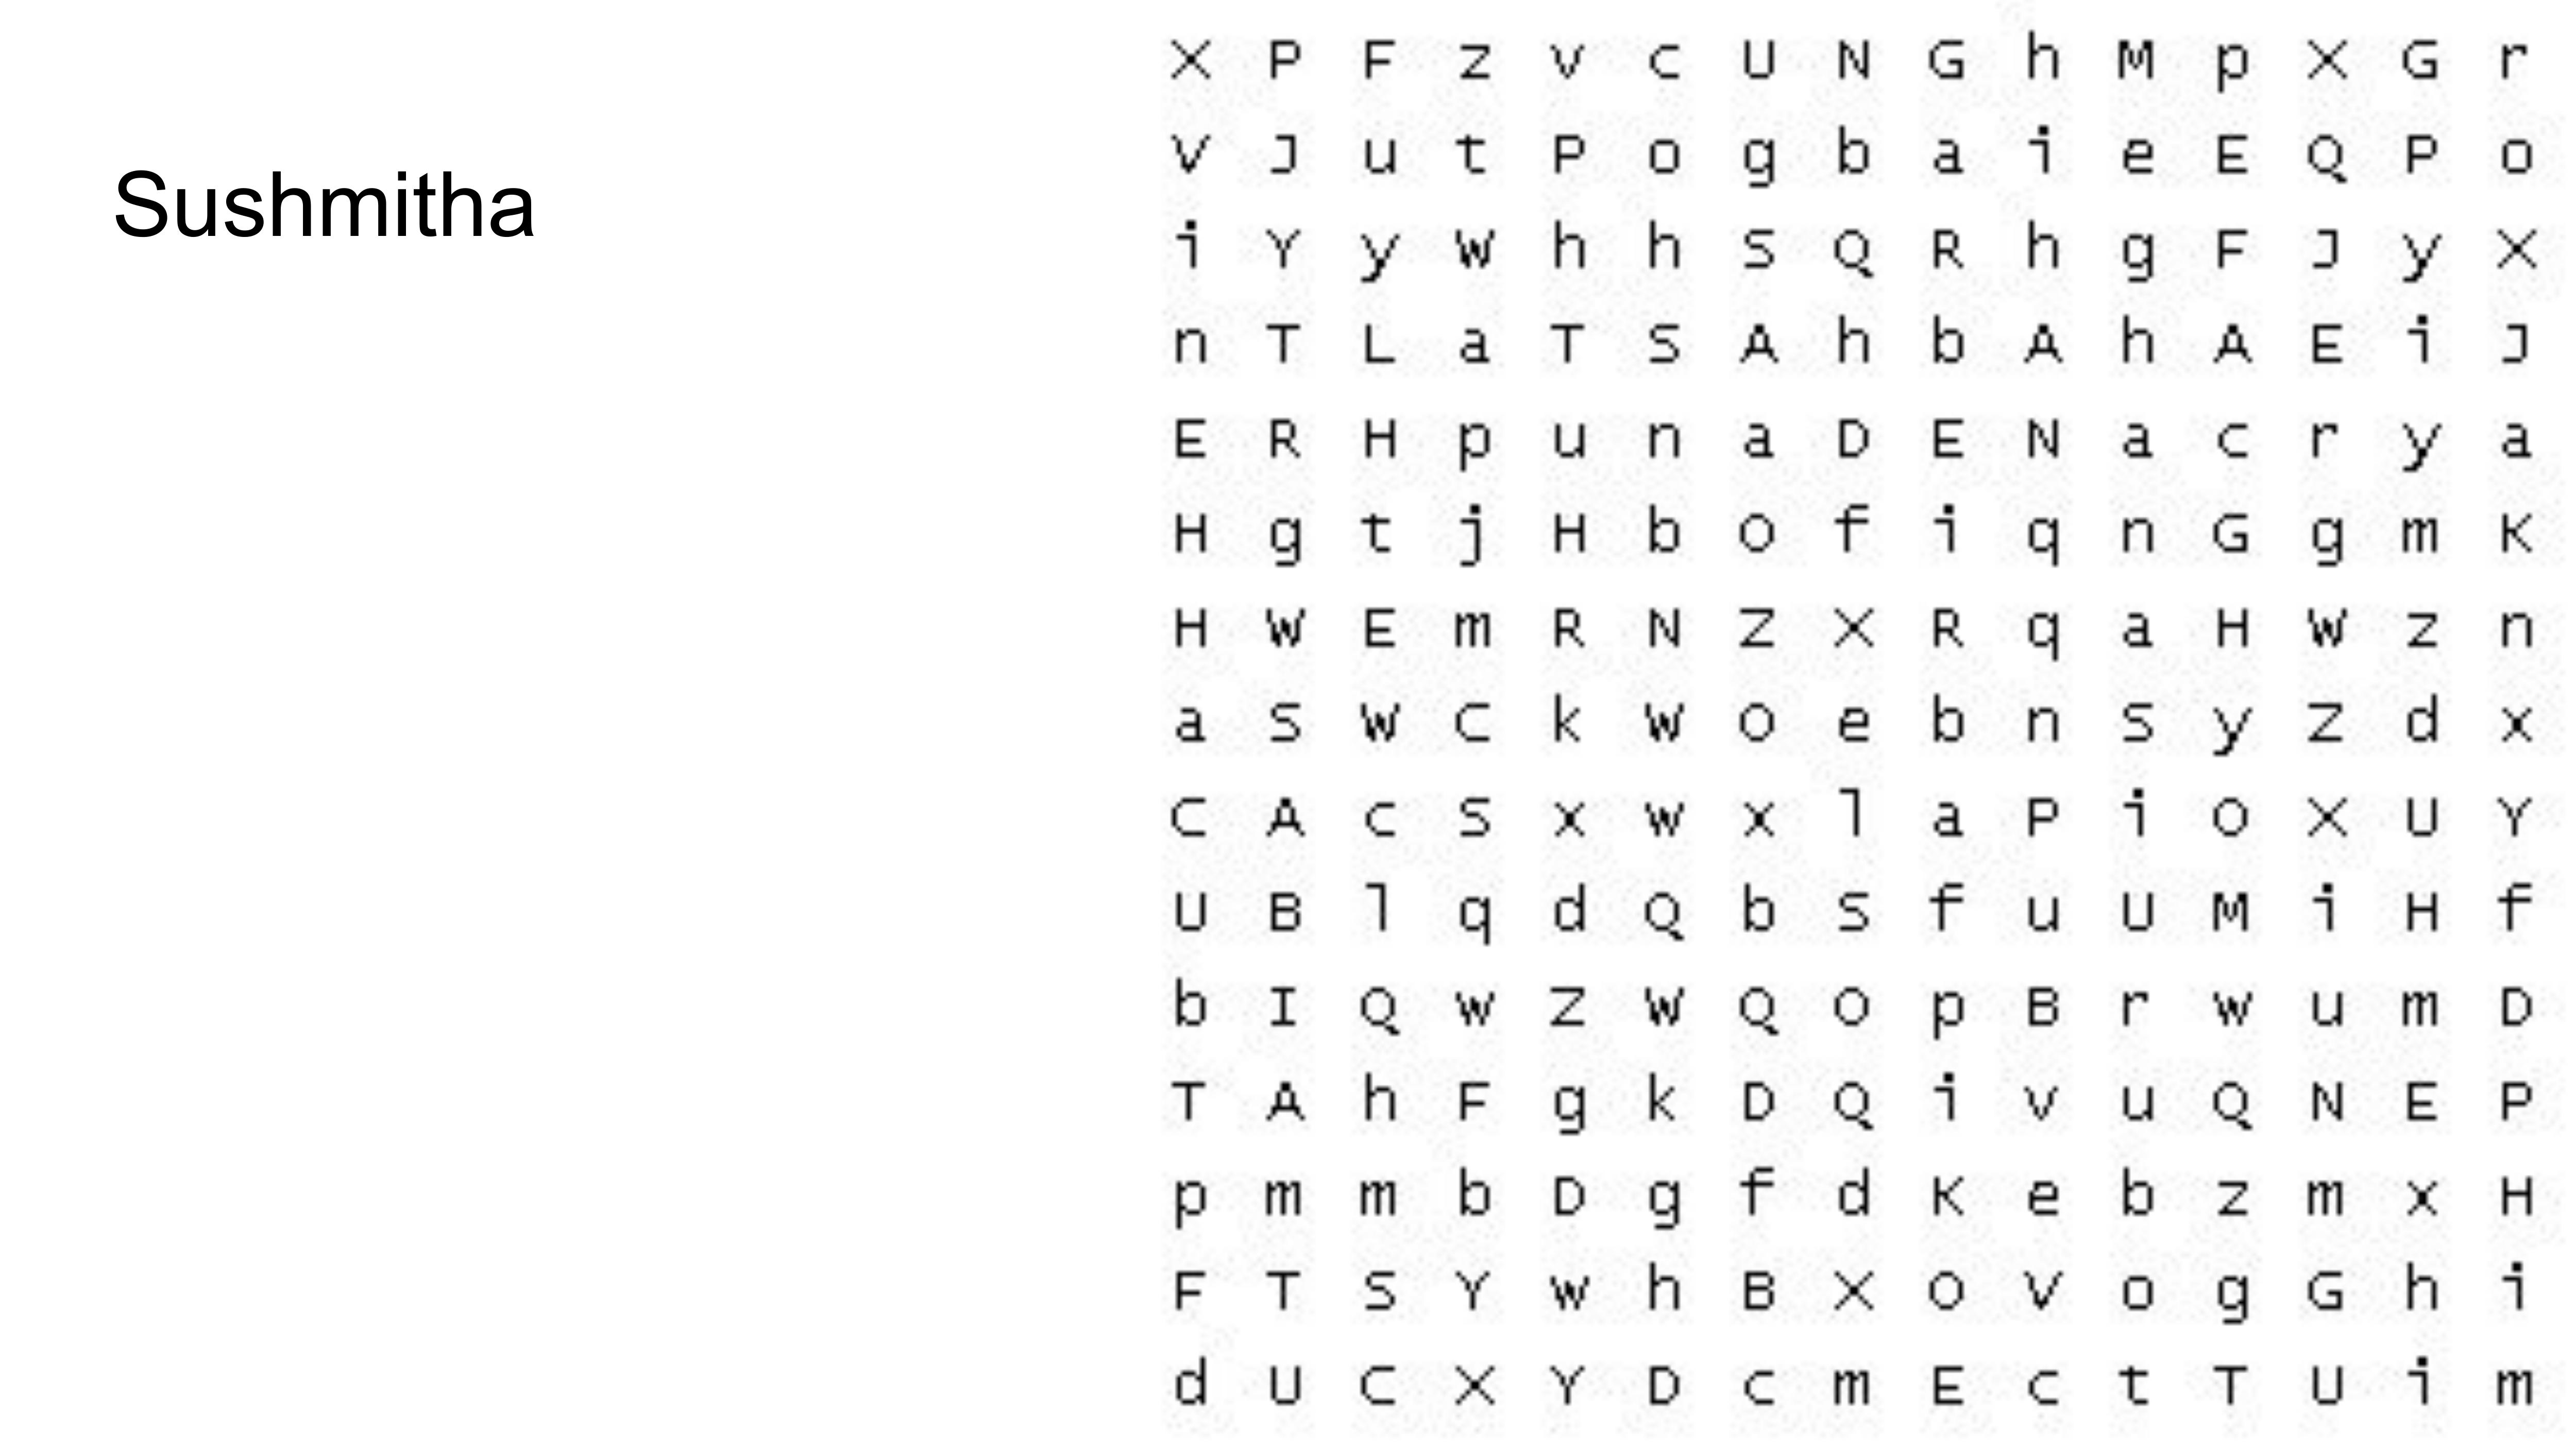 Sushmitha
X P F z v c U N G h M p X G r
V J u t P o g b a i e E Q P o
i Y y W h h S Q R h g F J y X
n T L a T S A h b A h A E i J
E R H p u n a D E N a c r y a
H g t j H b O f i q n G g m K
H W E m R N Z X R q a H W z n
a S W C k W O e b n S y Z d x
C A c S x w x l a P i O X U Y
U B l q d Q b S f u U M i H f
b I Q w Z W Q O p B r w u m D
T A h F g k D Q i v u Q N E P
p m m b D g f d K e b z m x H
F T S Y w h B X O V o g G h i
d U C X Y D c m E c t T U i m